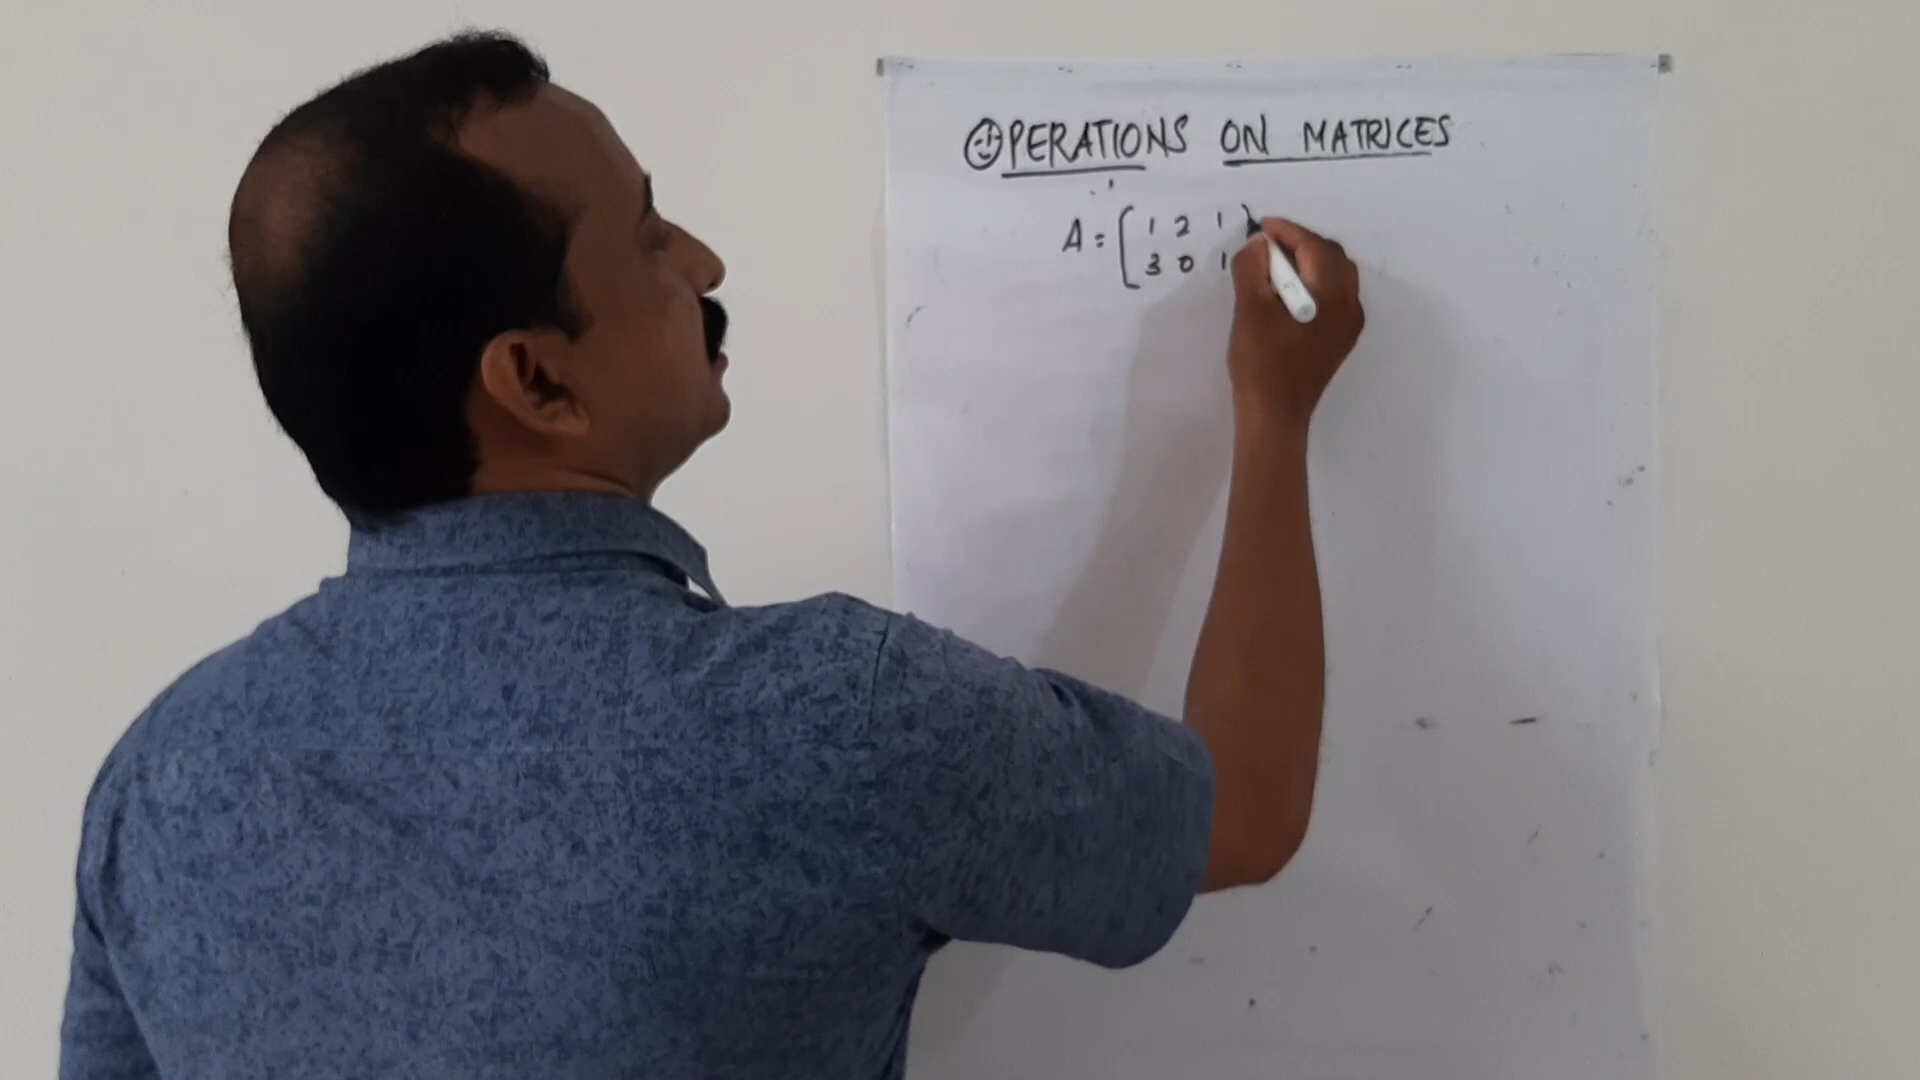 OPERATIONS ON MATRICES
A = [ 1 2 1 ]
3 0 1